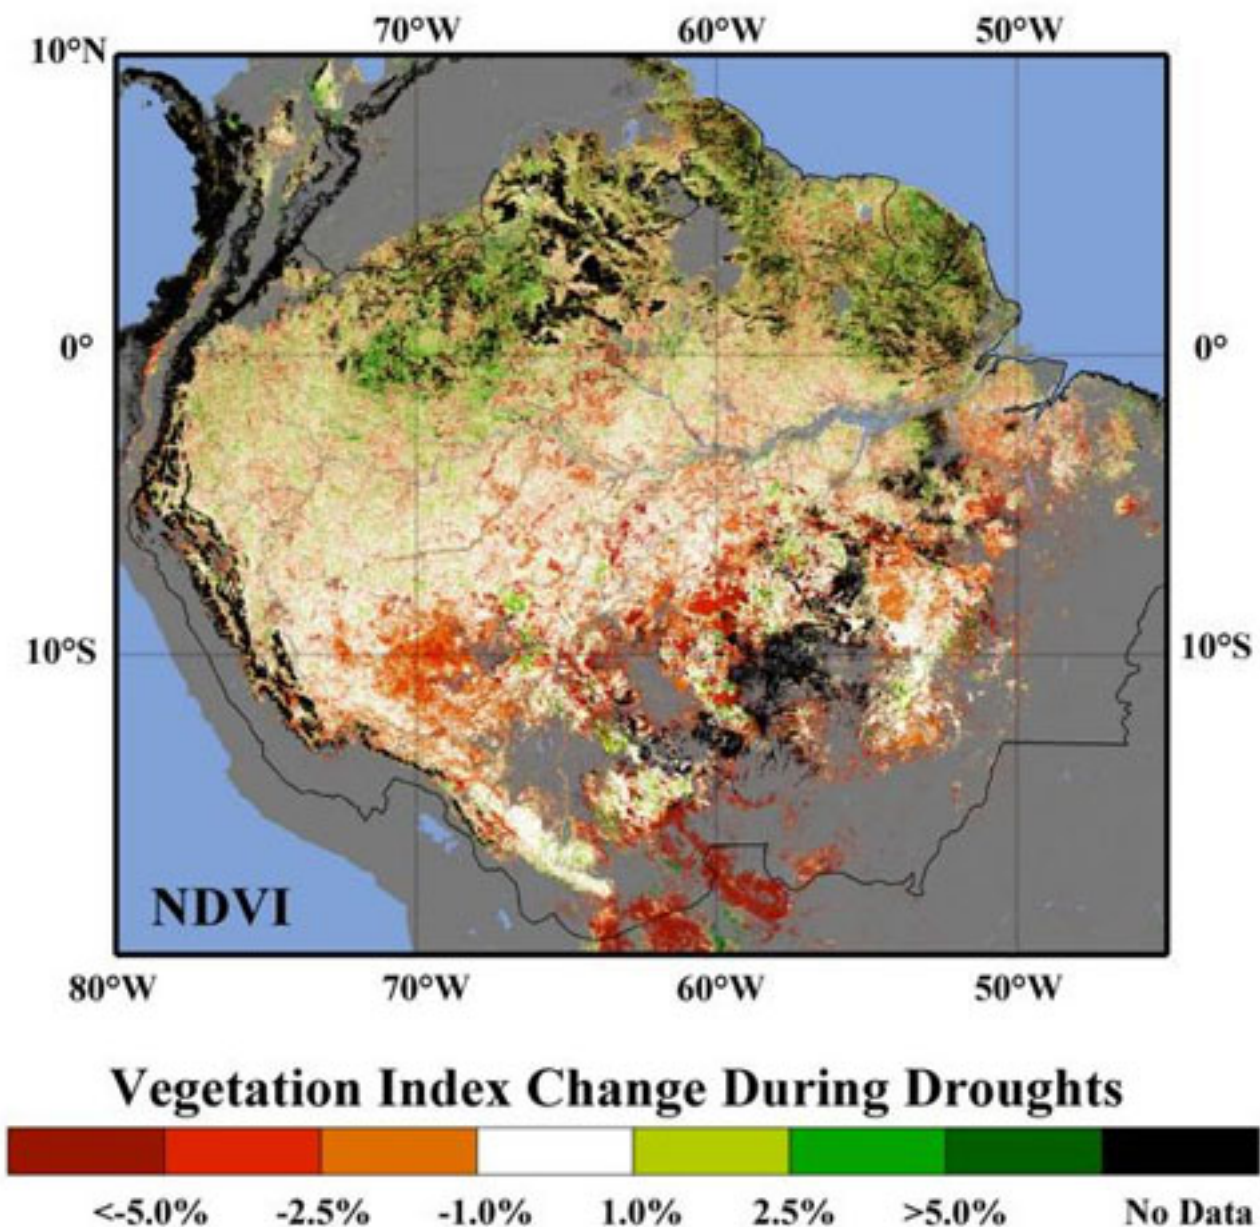 70°W 60°W 50°W
10°N
0° 0°
10°S 10°S
NDVI
80°W 70°W 60°W 50°W
Vegetation Index Change During Droughts
<-5.0% -2.5% -1.0% 1.0% 2.5% >5.0% No Data